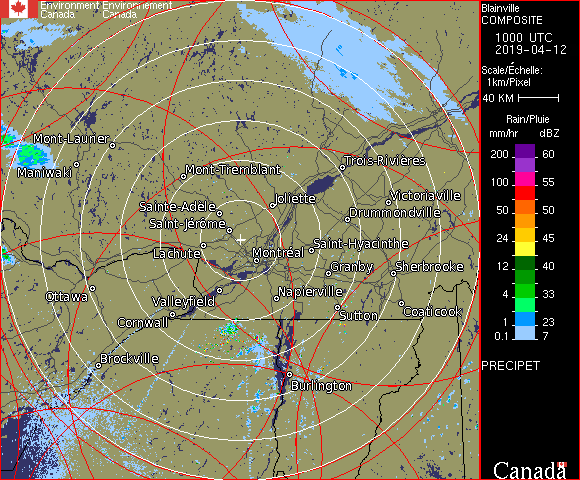 Environment Environnement
Canada Canada
Blainville
COMPOSITE
1000 UTC
2019-04-12
Scale/Échelle:
1km/Pixel
40 KM
Rain/Pluie
mm/hr dBZ
200 60
100 55
50 50
24 45
12 40
4 33
1 23
0.1 7
PRECIPET
Canada
Mont-Laurier
Maniwaki
Mont-Tremblant
Trois-Rivières
Sainte-Adèle
Joliette
Victoriaville
Saint-Jérôme
Drummondville
Lachute
Montréal
Saint-Hyacinthe
Granby
Sherbrooke
Ottawa
Valleyfield
Napierville
Cornwall
Sutton
Coaticook
Brockville
Burlington